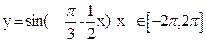 y=sin( π/3-1/2x) x ∈[-2π,2π]